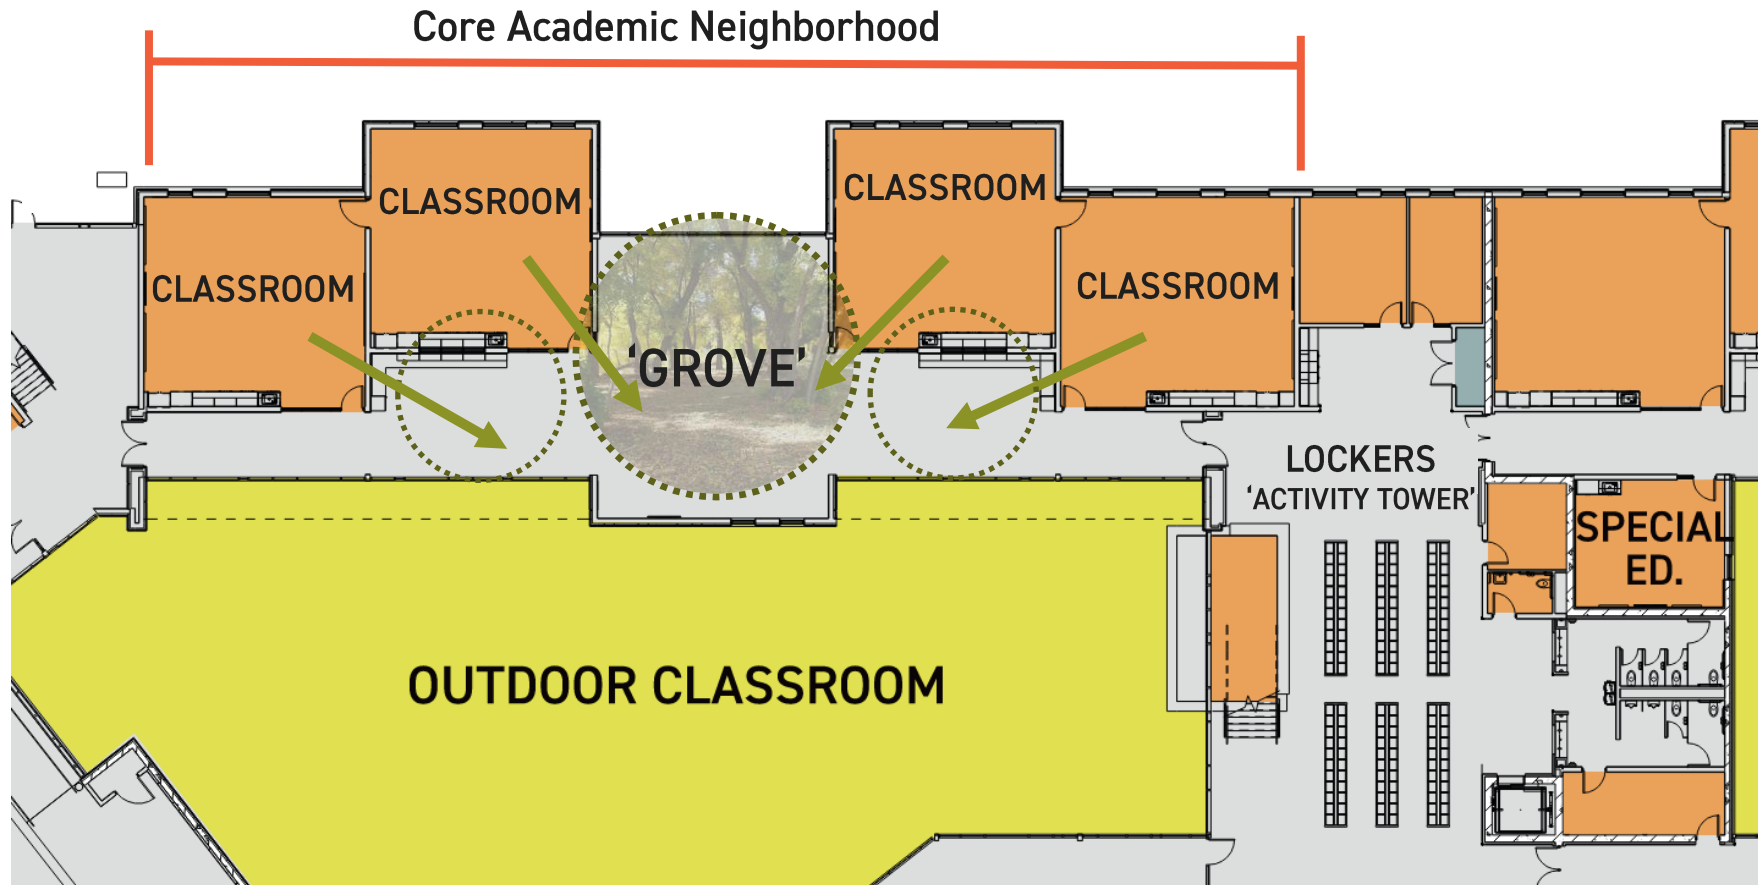 Core Academic Neighborhood
CLASSROOM
CLASSROOM
CLASSROOM
CLASSROOM
'GROVE'
LOCKERS
'ACTIVITY TOWER'
SPECIAL
ED.
OUTDOOR CLASSROOM